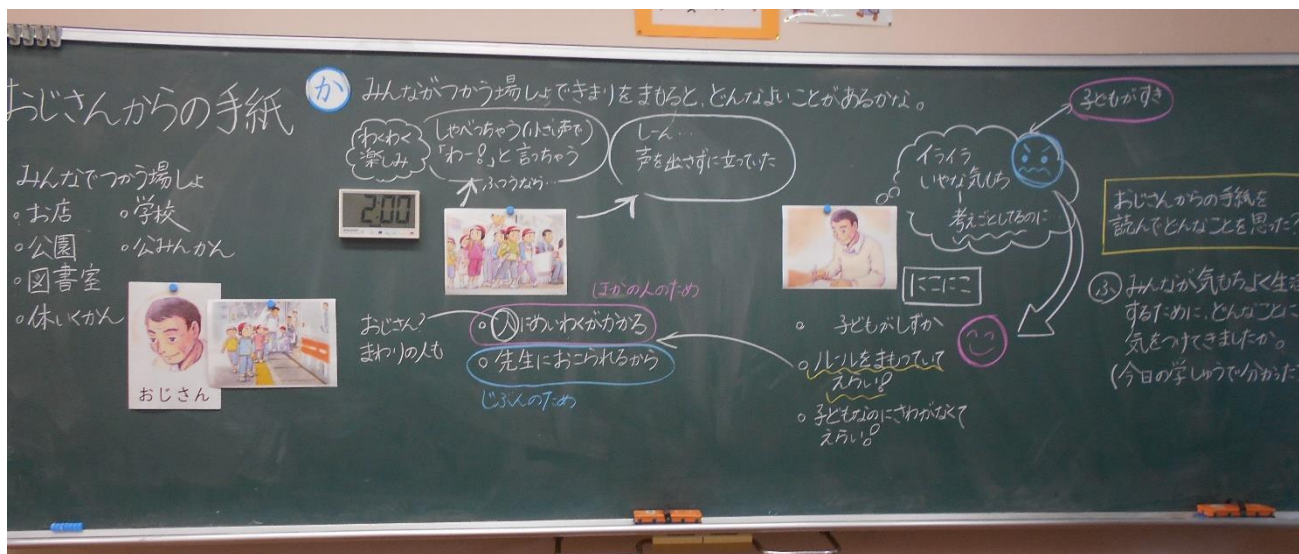 おじさんからの手紙
か
みんながつかう場しょできまりをまもると、どんなよいことがあるかな。
みんなでつかう場しょ
・お店
・学校
・公園
・公みんかん
・図書室
・体いくかん
おじさん
わくわく
楽しみ
しゃべっちゃう(小さい声で)
「わー!」と言っちゃう
ふつうなら…
しーん…
声を出さずに立っていた
2:00
ほかの人のため
・人にめいわくがかかる
・先生におこられるから
じぶんのため
おじさん?
まわりの人も
イライラ
いやな気もち
考えごとしてるのに…
子どもがすき
にこにこ
・子どもがしずか
・ルールをまもっていて
えらい!
・子どもなのにさわがなくて
えらい!
おじさんからの手紙を
読んでどんなことを思った?
ふ
みんなが気もちよく生活
するために、どんなことに
気をつけてきましたか。
(今日の学しゅうで分かった